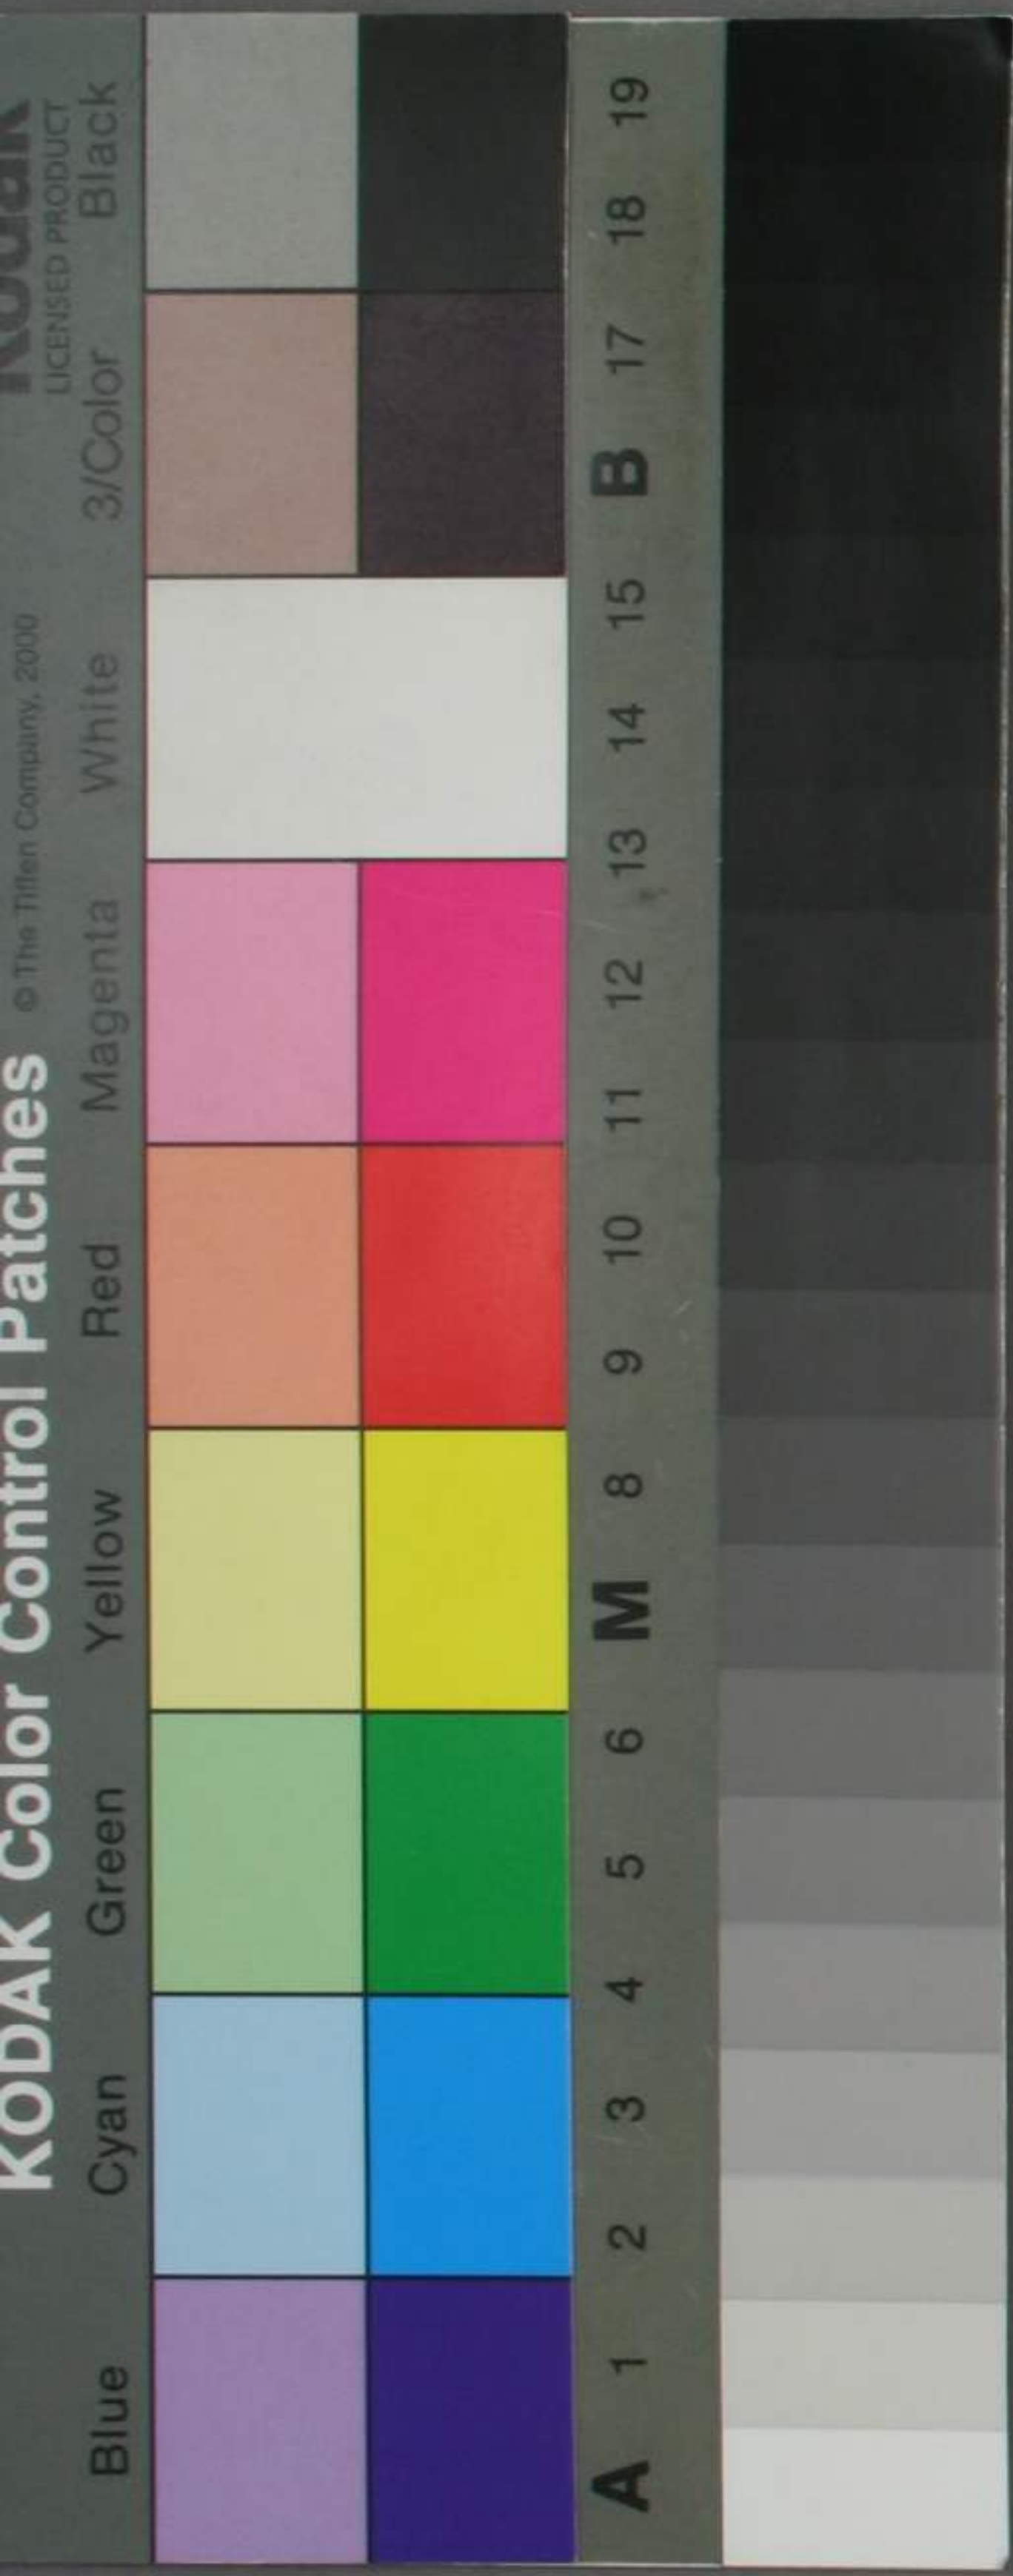 KODAK Color Control Patches © The Tiffen Company, 2000 Kodak
LICENSED PRODUCT
Blue Cyan Green Yellow Red Magenta White 3/Color Black
A 1 2 3 4 5 6 M 8 9 10 11 12 13 14 15 B 17 18 19